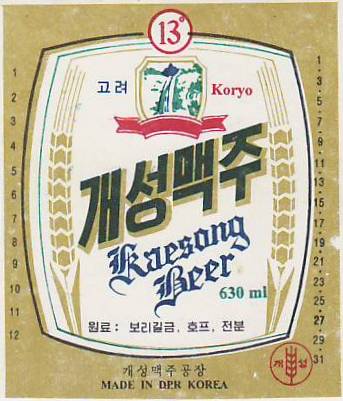 13°
고려
Koryo
개성맥주
Kaesong
Beer
630 ml
원료: 보리길금, 호프, 전분
개성맥주공장
MADE IN DPR KOREA
개성
1
2
3
4
5
6
7
8
9
10
11
12
1·
3·
5·
7·
9·
11·
13·
15·
17·
19·
21·
23·
25·
27·
29·
31